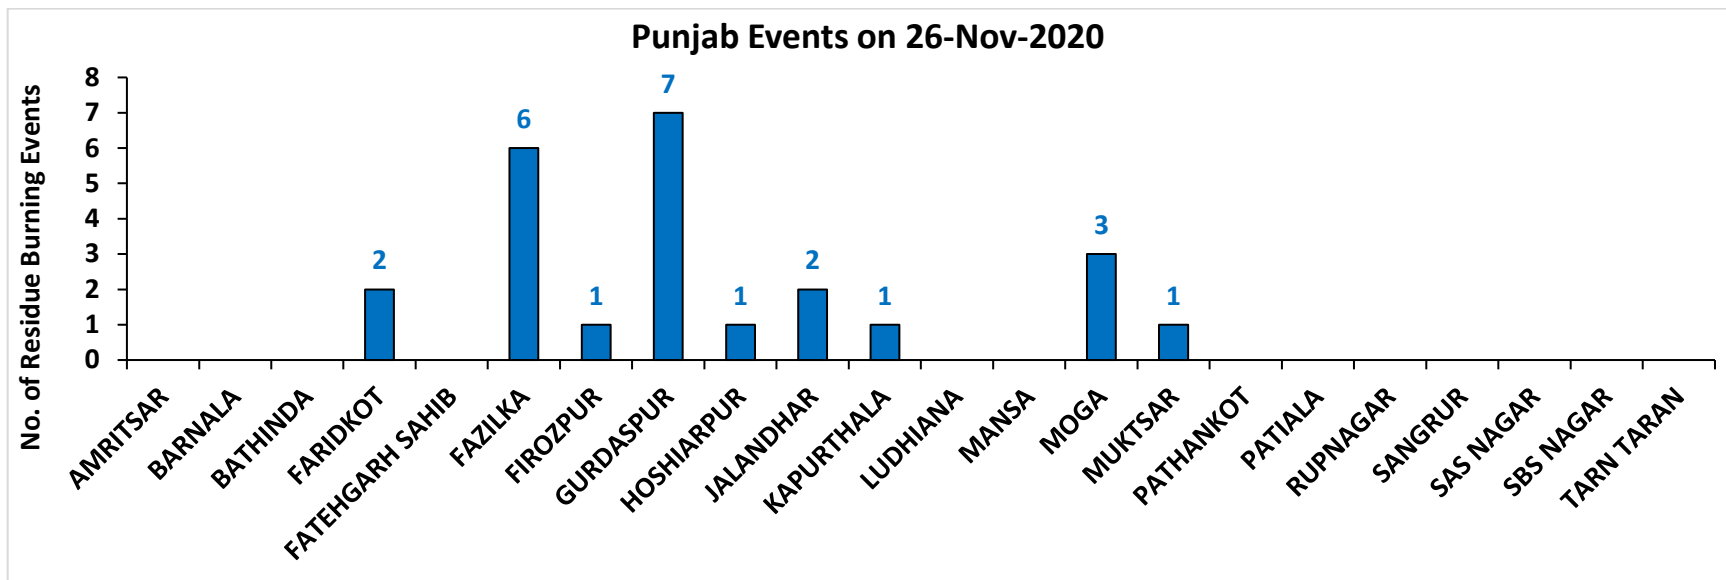 Punjab Events on 26-Nov-2020
No. of Residue Burning Events
8
7
6
5
4
3
2
1
0
2
6
1
7
1
2
1
3
1
AMRITSAR
BARNALA
BATHINDA
FARIDKOT
FATEHGARH SAHIB
FAZILKA
FIROZPUR
GURDASPUR
HOSHIARPUR
JALANDHAR
KAPURTHALA
LUDHIANA
MANSA
MOGA
MUKTSAR
PATHANKOT
PATIALA
RUPNAGAR
SANGRUR
SAS NAGAR
SBS NAGAR
TARN TARAN